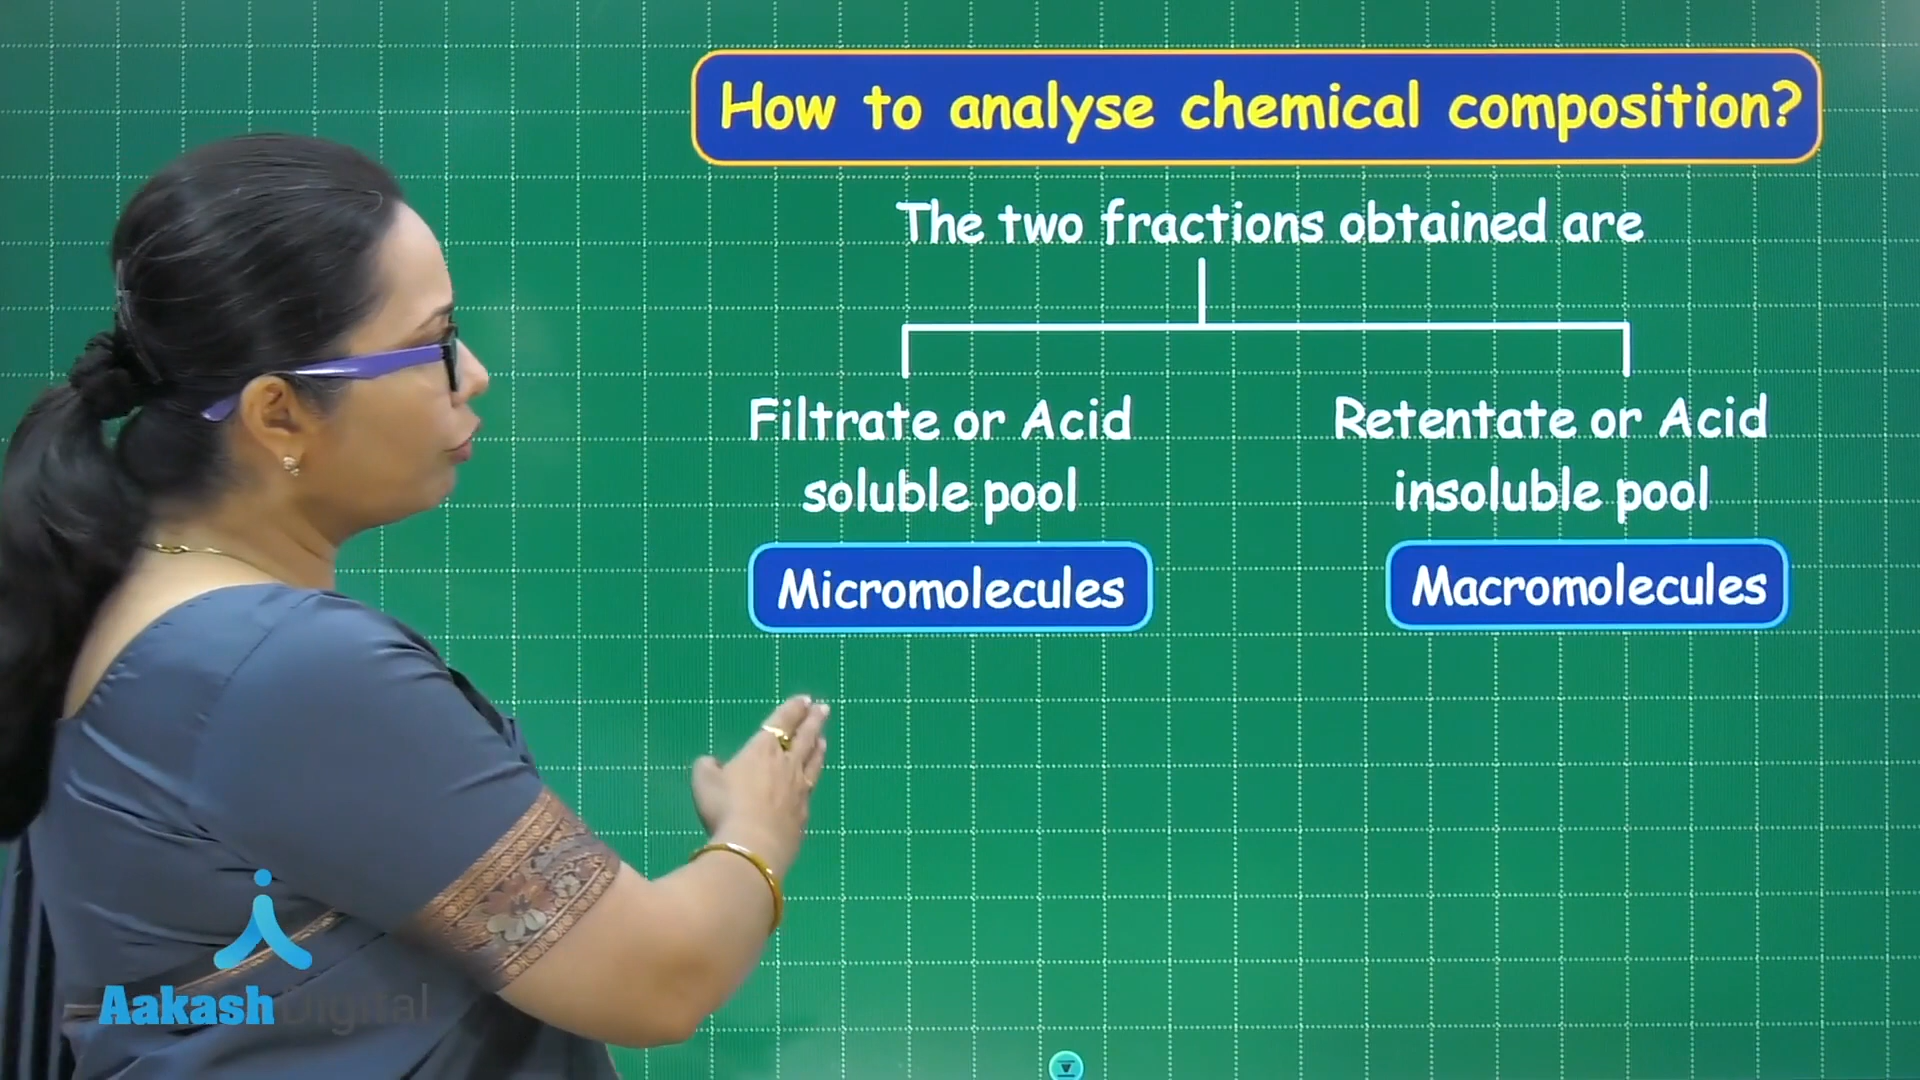 How to analyse chemical composition?
The two fractions obtained are
Filtrate or Acid
soluble pool
Retentate or Acid
insoluble pool
Micromolecules
Macromolecules
Aakash Digital